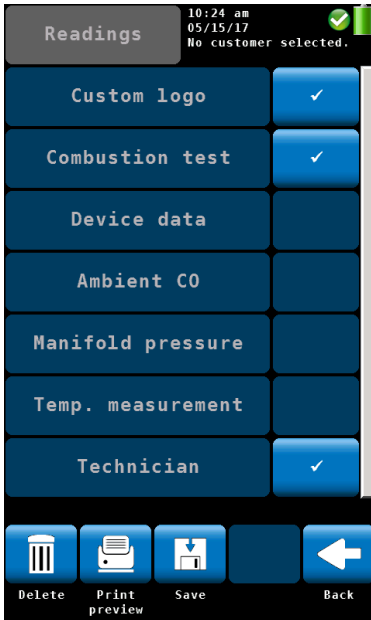 Readings
10:24 am
05/15/17
No customer selected.
Custom logo
Combustion test
Device data
Ambient CO
Manifold pressure
Temp. measurement
Technician
Delete
Print
preview
Save
Back